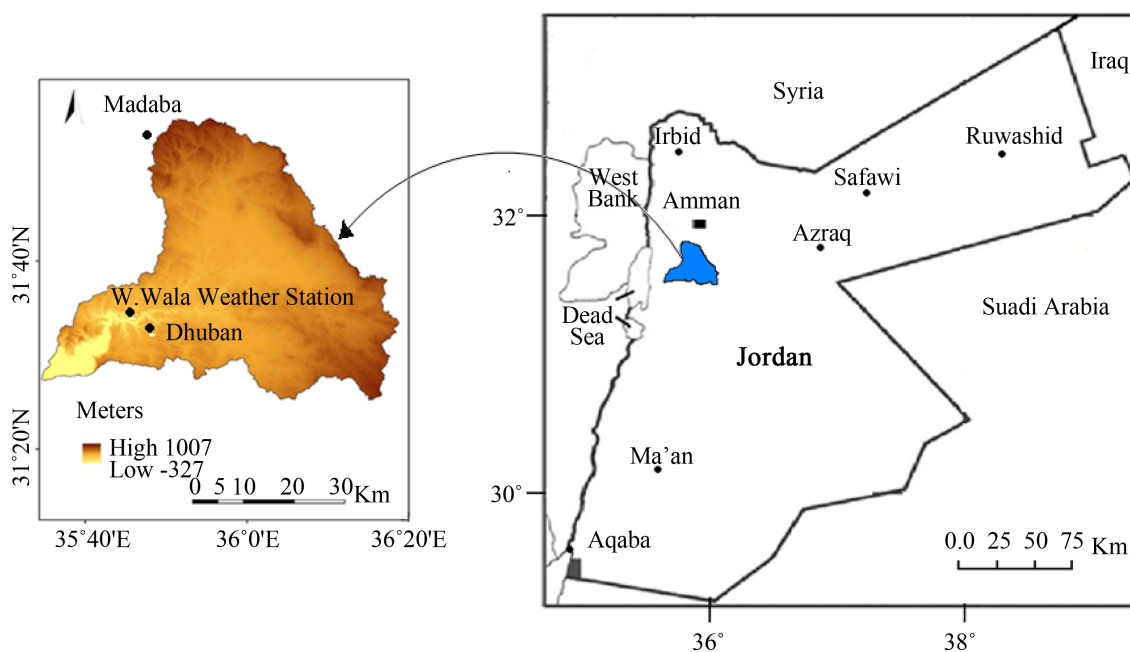 Madaba
31°40'N
W.Wala Weather Station
Dhuban
31°20'N
Meters
High 1007
Low -327
0 5 10 20 30 Km
35°40'E 36°0'E 36°20'E
Syria
Iraq
Irbid
Ruwashid
West
Bank
Safawi
Amman
32°
Azraq
Suadi Arabia
Dead
Sea
Jordan
Ma’an
30°
Aqaba
0.0 25 50 75 Km
36° 38°